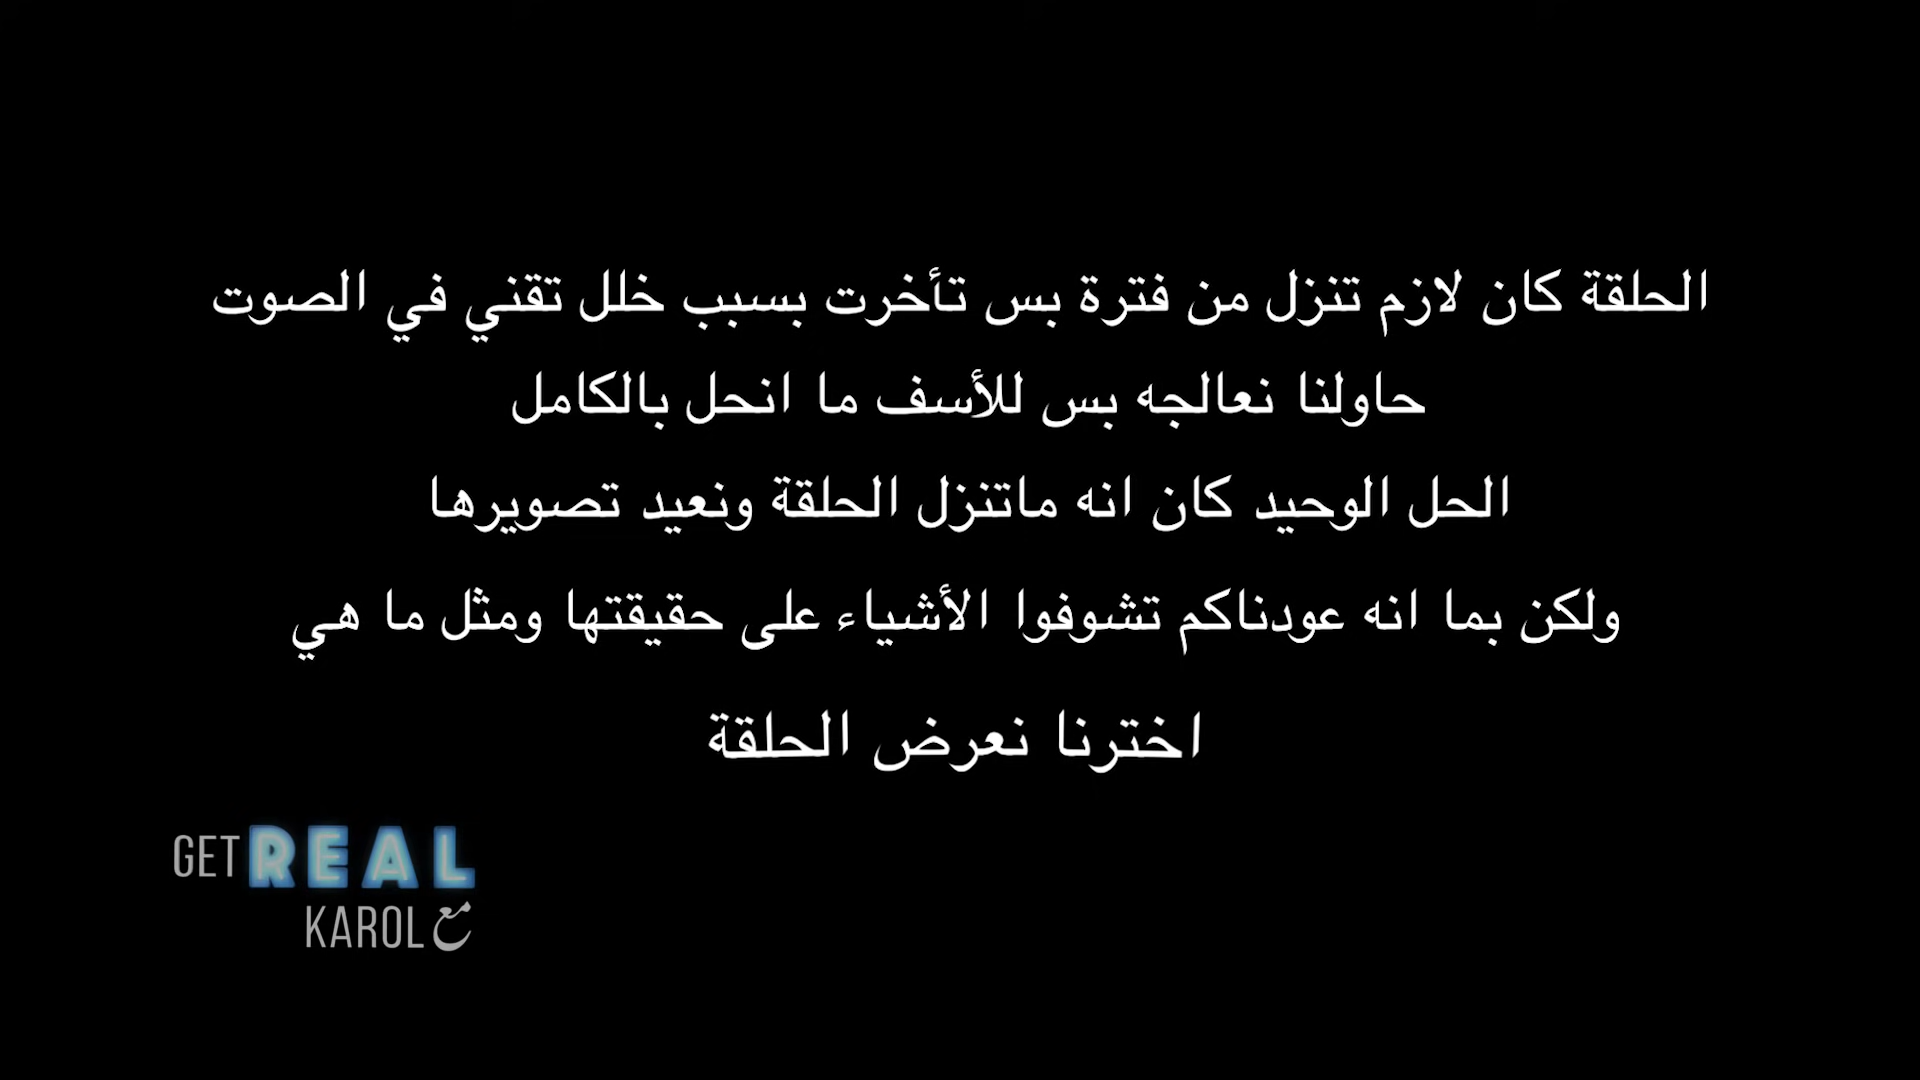 الحلقة كان لازم تنزل من فترة بس تأخرت بسبب خلل تقني في الصوت
حاولنا نعالجه بس للأسف ما انحل بالكامل
الحل الوحيد كان انه ماتنزل الحلقة ونعيد تصويرها
ولكن بما انه عودناكم تشوفوا الأشياء على حقيقتها ومثل ما هي
اخترنا نعرض الحلقة
GET REAL
مع KAROL